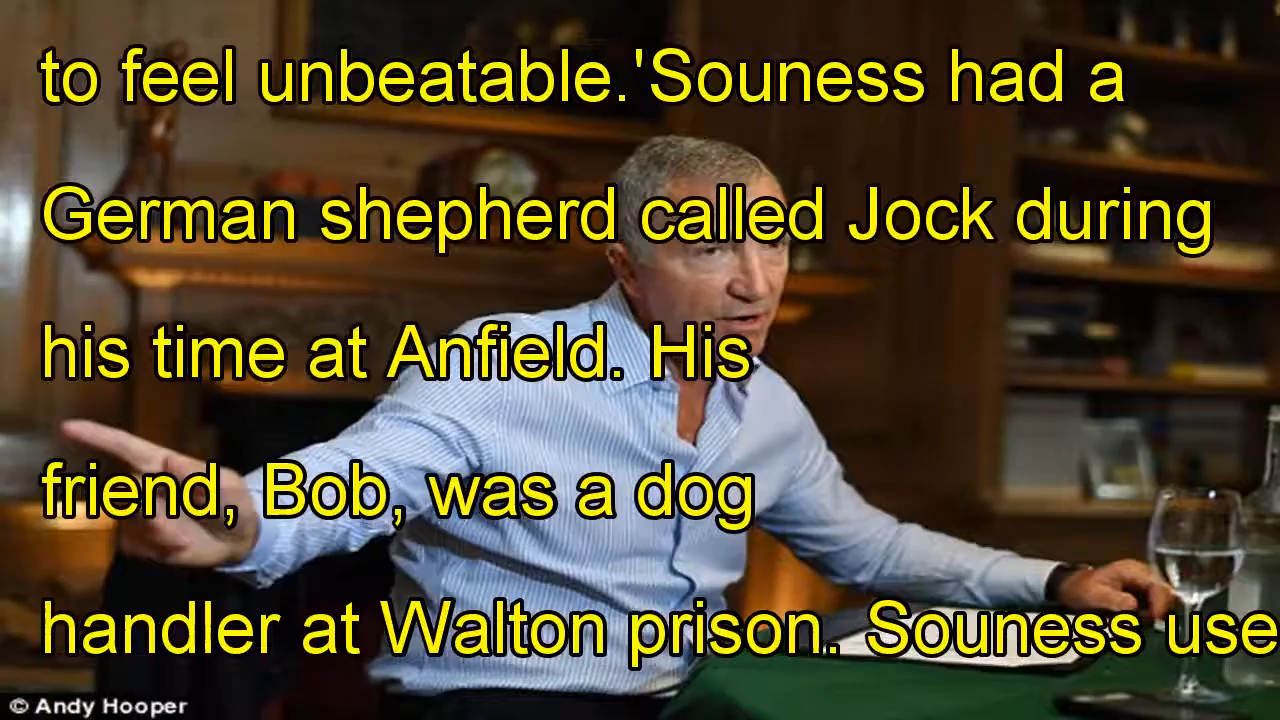 to feel unbeatable.'Souness had a
German shepherd called Jock during
his time at Anfield. His
friend, Bob, was a dog
handler at Walton prison. Souness use
© Andy Hooper